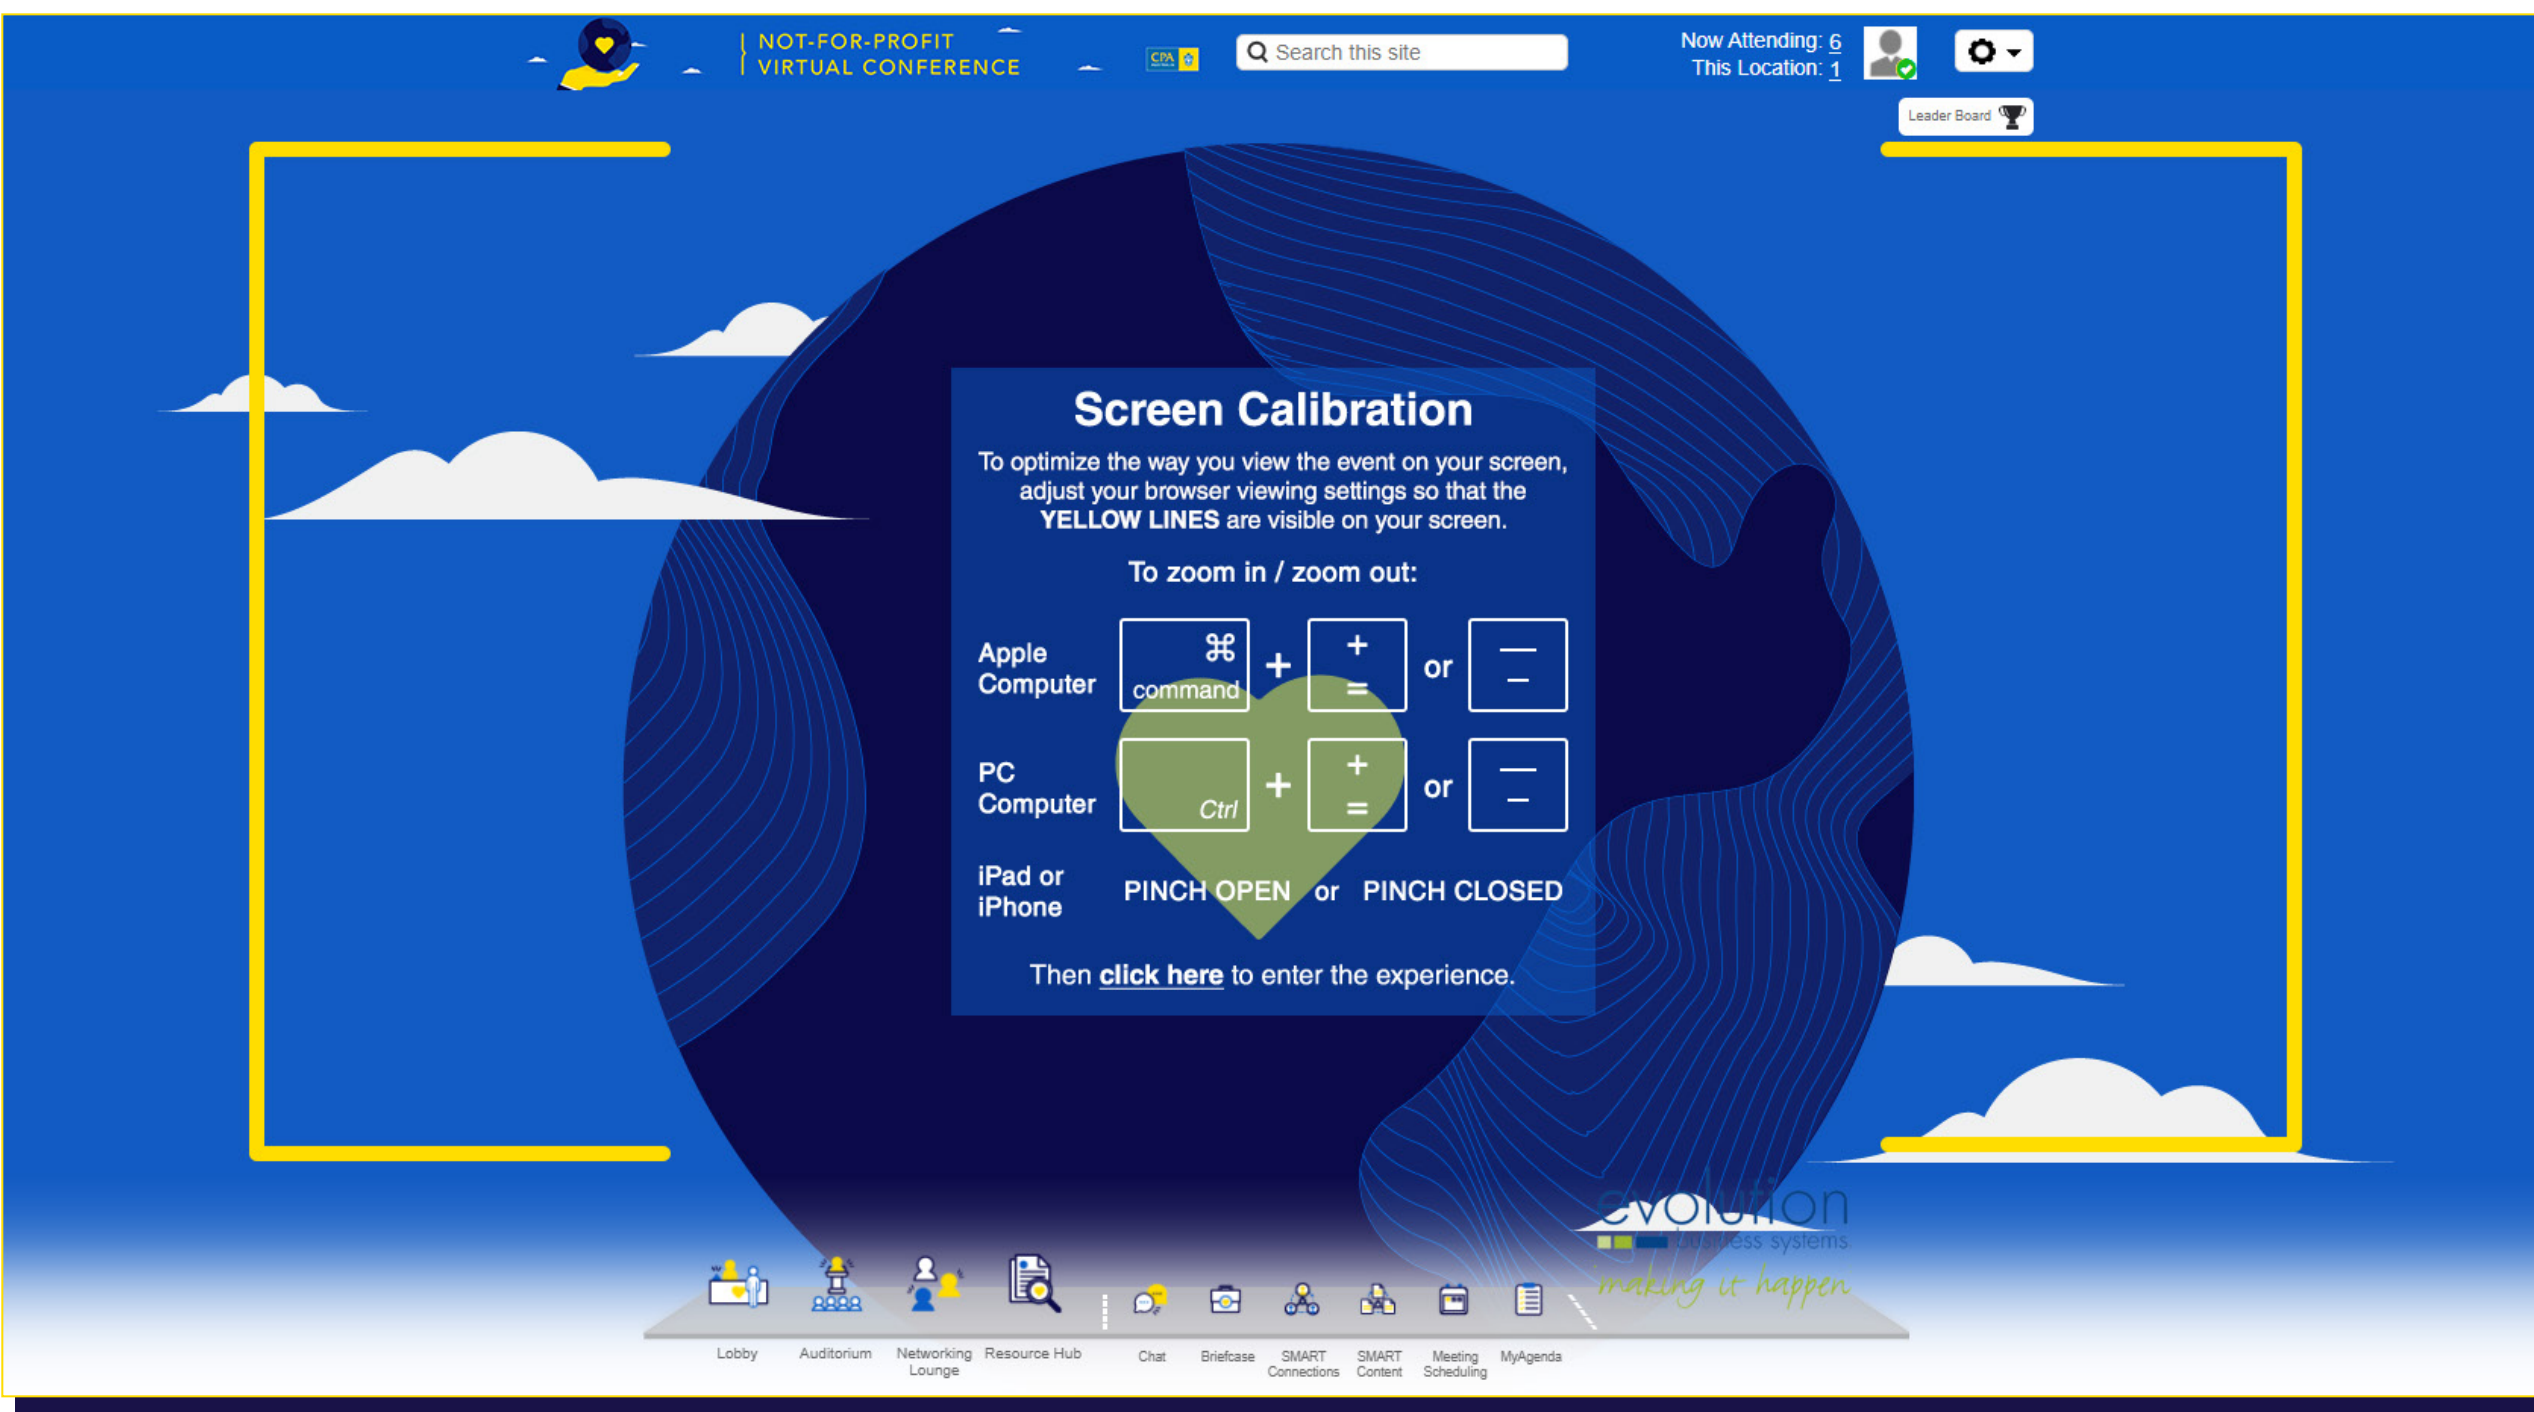 NOT-FOR-PROFIT
VIRTUAL CONFERENCE
CPA
AUSTRALIA
Search this site
Now Attending: 6
This Location: 1
Leader Board
Screen Calibration
To optimize the way you view the event on your screen,
adjust your browser viewing settings so that the
YELLOW LINES are visible on your screen.
To zoom in / zoom out:
Apple
Computer
⌘
command
+
+
=
or
—
–
PC
Computer
Ctrl
+
+
=
or
—
–
iPad or
iPhone
PINCH OPEN or PINCH CLOSED
Then click here to enter the experience.
evolution
business systems
making it happen
Lobby
Auditorium
Networking
Lounge
Resource Hub
Chat
Briefcase
SMART
Connections
SMART
Content
Meeting
Scheduling
MyAgenda